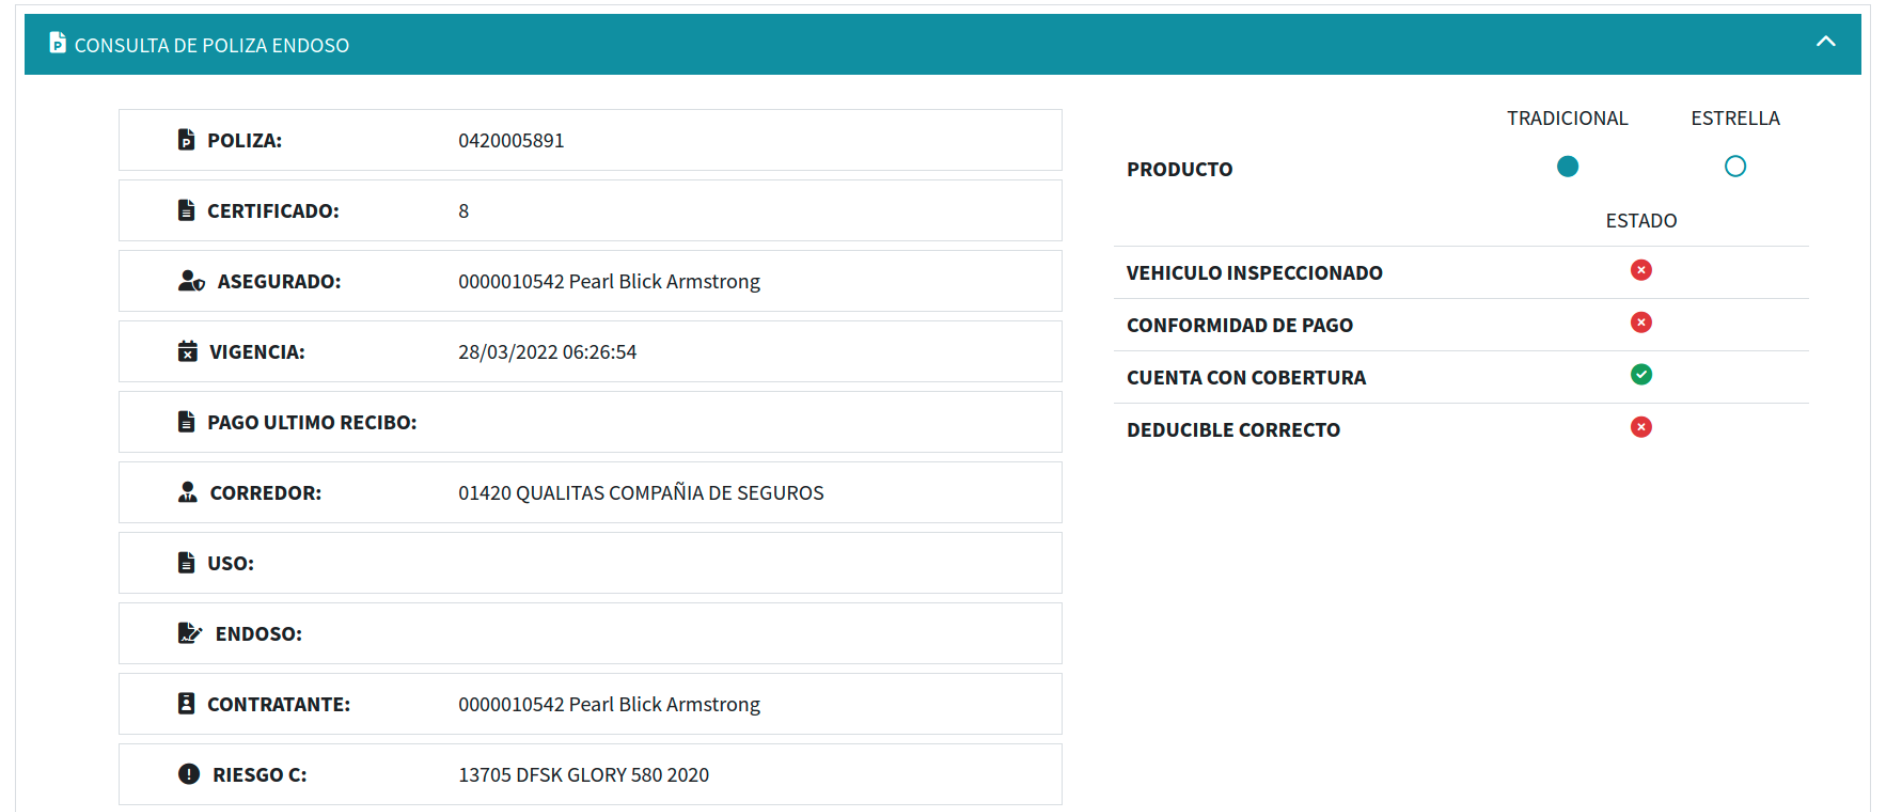 CONSULTA DE POLIZA ENDOSO
POLIZA: 0420005891
CERTIFICADO: 8
ASEGURADO: 0000010542 Pearl Blick Armstrong
VIGENCIA: 28/03/2022 06:26:54
PAGO ULTIMO RECIBO:
CORREDOR: 01420 QUALITAS COMPAÑIA DE SEGUROS
USO:
ENDOSO:
CONTRATANTE: 0000010542 Pearl Blick Armstrong
RIESGO C: 13705 DFSK GLORY 580 2020
TRADICIONAL ESTRELLA
PRODUCTO
ESTADO
VEHICULO INSPECCIONADO
CONFORMIDAD DE PAGO
CUENTA CON COBERTURA
DEDUCIBLE CORRECTO